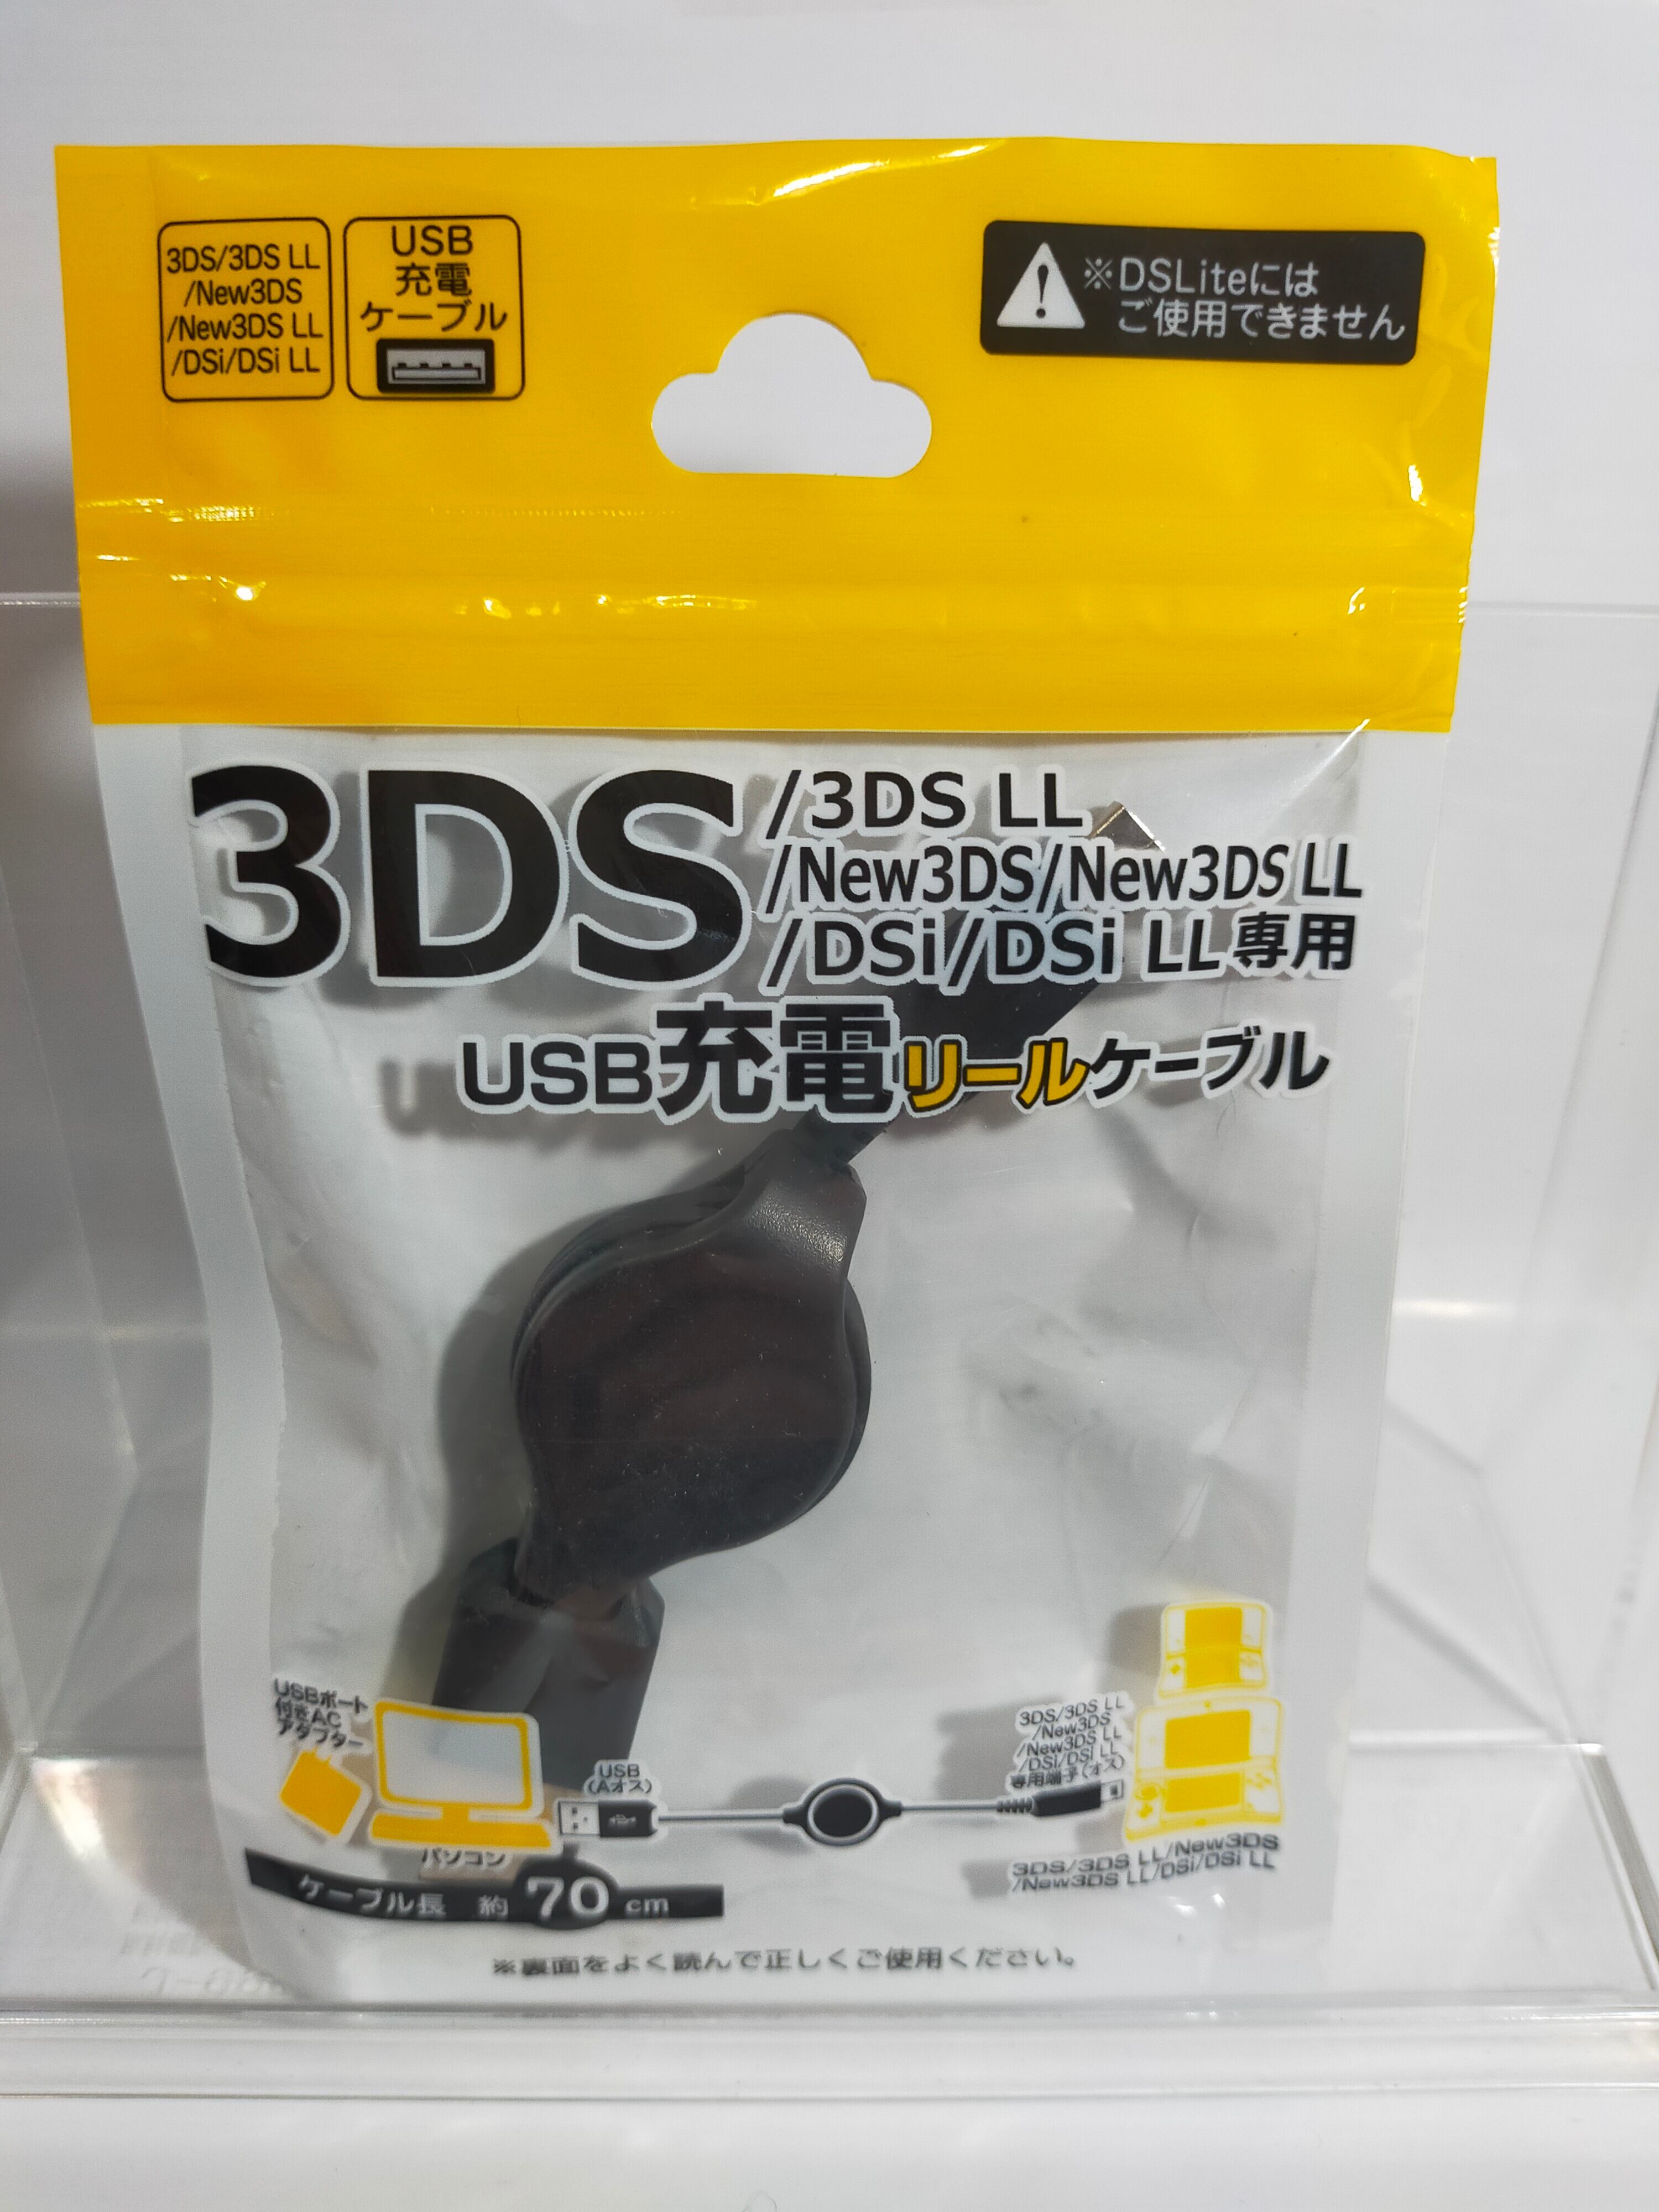 3DS/3DS LL
/New3DS
/New3DS LL
/DSi/DSi LL
USB
充電
ケーブル
※DSLiteには
ご使用できません
3DS/3DS LL
/New3DS/New3DS LL
/DSi/DSi LL専用
USB充電リールケーブル
USBポート
付きAC
アダプター
パソコン
USB
(Aオス)
3DS/3DS LL
/New3DS
/New3DS LL
/DSi/DSi LL
専用端子(オス)
3DS/3DS LL/New3DS
/New3DS LL/DSi/DSi LL
ケーブル長 約70cm
※裏面をよく読んで正しくご使用ください。